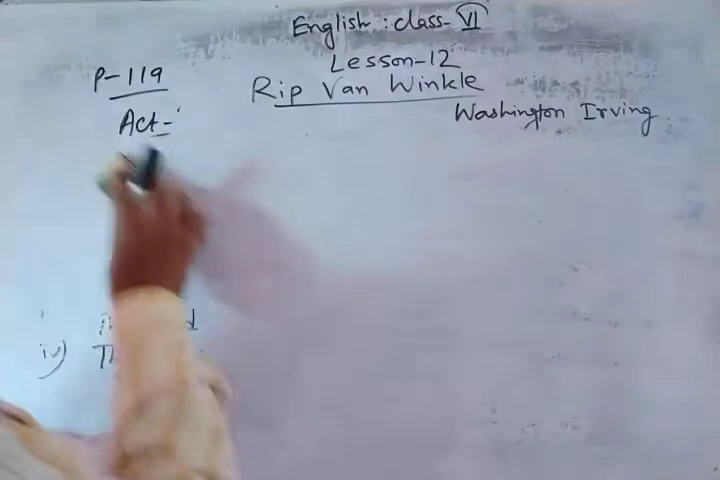 English : class-VI
Lesson-12
P-119
Rip Van Winkle
Washington Irving
Act-
iv)